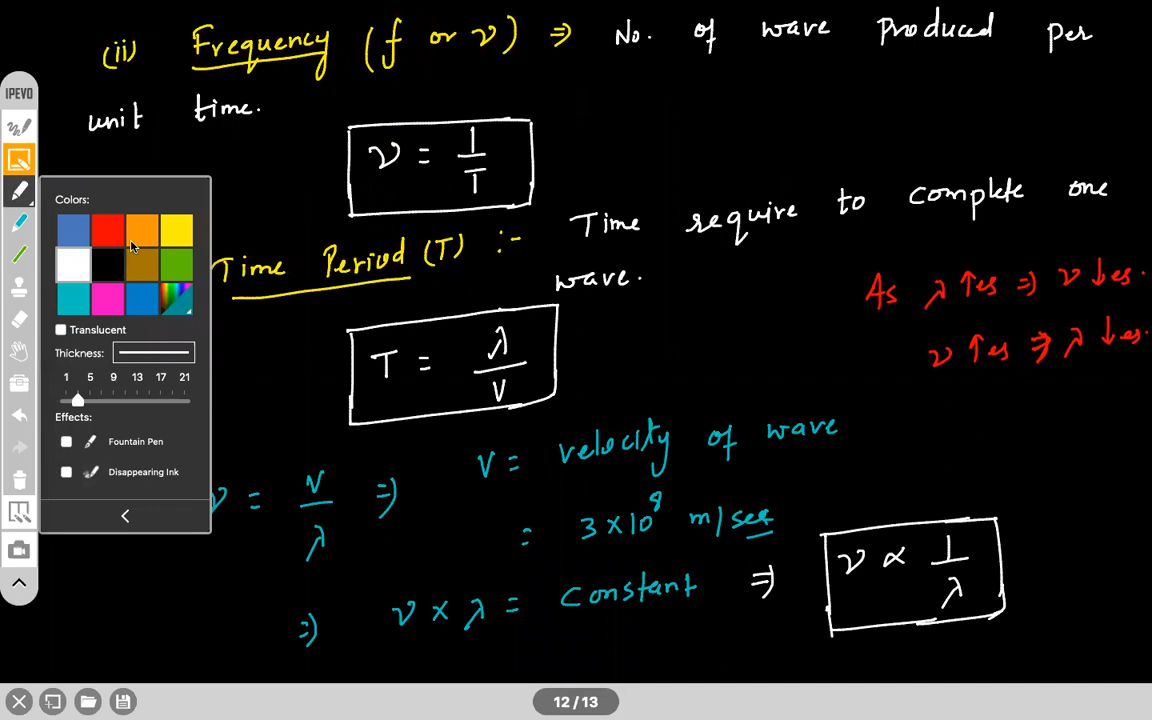 (ii) Frequency (f or ν) ⇒ No. of wave produced per
unit time.
ν = 1/T
Time Period (T) :- Time require to complete one
wave.
As λ ↑es ⇒ ν ↓es.
ν ↑es ⇒ λ ↓es.
T = λ/v
ν = v/λ ⇒ v = velocity of wave
= 3×10⁸ m/sec
⇒ ν × λ = Constant ⇒ ν ∝ 1/λ
IPEVO
Colors:
Translucent
Thickness:
1 5 9 13 17 21
Effects:
Fountain Pen
Disappearing Ink
12/13